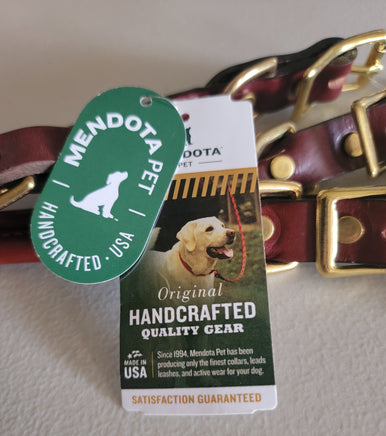 MENDOTA PET
HANDCRAFTED · USA
NDOTA
PET
Original
HANDCRAFTED
QUALITY GEAR
MADE IN
USA
Since 1994, Mendota Pet has been
producing only the finest collars, leads
leashes, and active wear for your dog.
SATISFACTION GUARANTEED